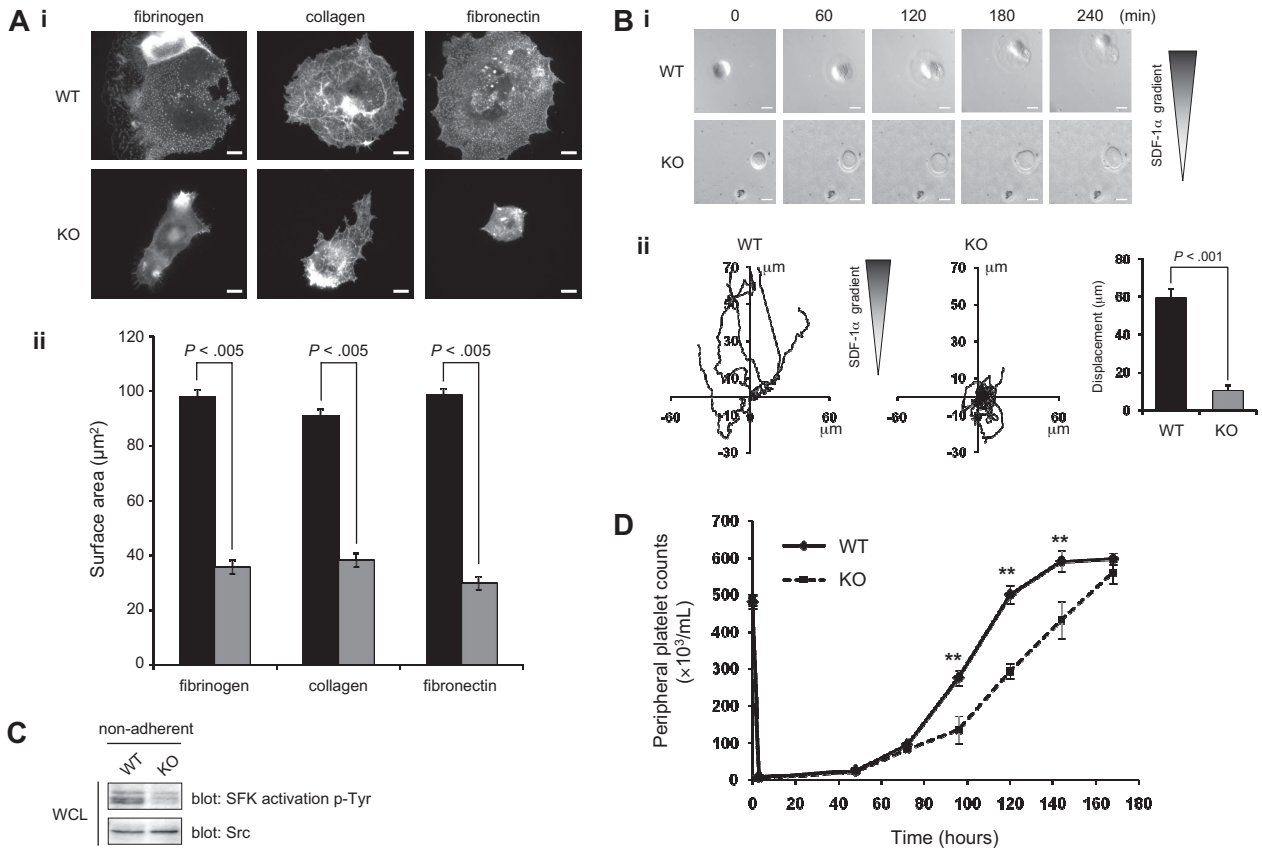 A i
fibrinogen collagen fibronectin
WT
KO
ii
120
100
80
60
40
20
0
Surface area (μm²)
P < .005 P < .005 P < .005
fibrinogen collagen fibronectin
C
non-adherent
WT KO
WCL
blot: SFK activation p-Tyr
blot: Src
B i
0 60 120 180 240 (min)
WT
KO
SDF-1α gradient
ii
WT
70 μm
50
30
10
-10
-30
-60 0 60
μm
SDF-1α gradient
KO
70 μm
50
30
10
-10
-30
-60 60
μm
80
60
40
20
0
Displacement (μm)
P < .001
WT KO
D
700
600
500
400
300
200
100
0
Peripheral platelet counts
(×10³/mL)
WT
KO
** ** **
0 20 40 60 80 100 120 140 160 180
Time (hours)